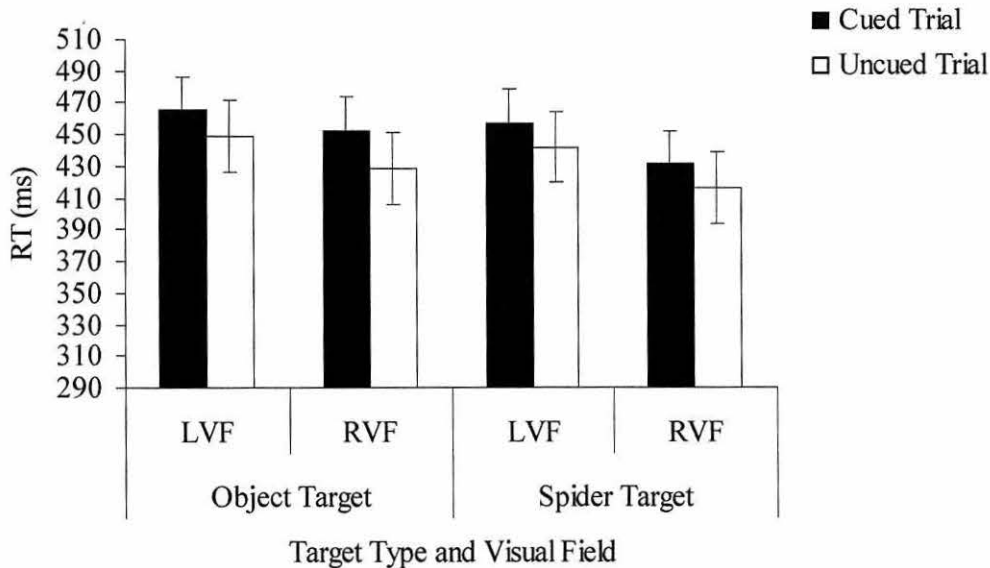 Cued Trial
Uncued Trial
510
490
470
450
430
410
390
370
350
330
310
290
RT (ms)
LVF RVF LVF RVF
Object Target Spider Target
Target Type and Visual Field